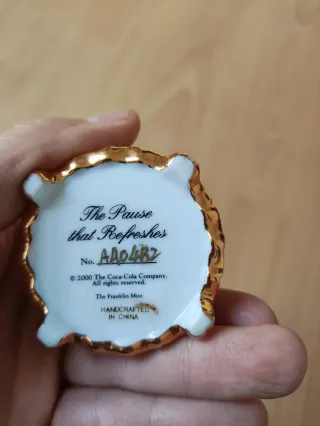 The Pause
that Refreshes
No. AA04R2
© 2000 The Coca-Cola Company.
All rights reserved.
The Franklin Mint
HANDCRAFTED
IN CHINA